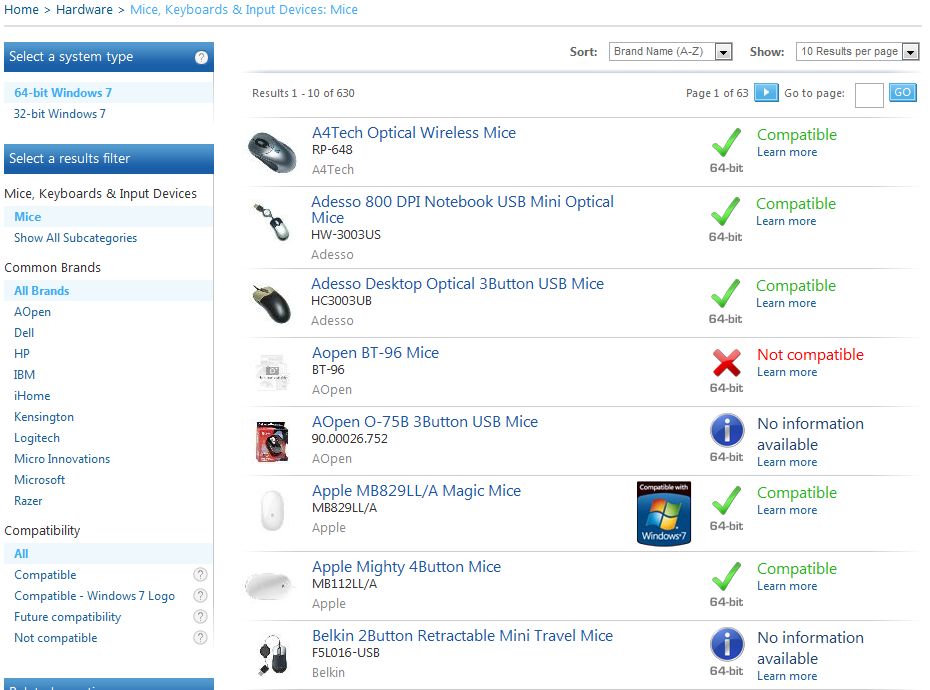 Home > Hardware > Mice, Keyboards & Input Devices: Mice
Select a system type ?
64-bit Windows 7
32-bit Windows 7
Select a results filter
Mice, Keyboards & Input Devices
Mice
Show All Subcategories
Common Brands
All Brands
AOpen
Dell
HP
IBM
iHome
Kensington
Logitech
Micro Innovations
Microsoft
Razer
Compatibility
All
Compatible ?
Compatible - Windows 7 Logo ?
Future compatibility ?
Not compatible ?
Sort: Brand Name (A-Z) Show: 10 Results per page
Results 1 - 10 of 630 Page 1 of 63 Go to page: GO
A4Tech Optical Wireless Mice
RP-648
A4Tech
64-bit
Compatible
Learn more
Adesso 800 DPI Notebook USB Mini Optical
Mice
HW-3003US
Adesso
64-bit
Compatible
Learn more
Adesso Desktop Optical 3Button USB Mice
HC3003UB
Adesso
64-bit
Compatible
Learn more
Aopen BT-96 Mice
BT-96
AOpen
64-bit
Not compatible
Learn more
AOpen O-75B 3Button USB Mice
90.00026.752
AOpen
64-bit
No information
available
Learn more
Apple MB829LL/A Magic Mice
MB829LL/A
Apple
Compatible with
Windows 7
64-bit
Compatible
Learn more
Apple Mighty 4Button Mice
MB112LL/A
Apple
64-bit
Compatible
Learn more
Belkin 2Button Retractable Mini Travel Mice
F5L016-USB
Belkin
64-bit
No information
available
Learn more